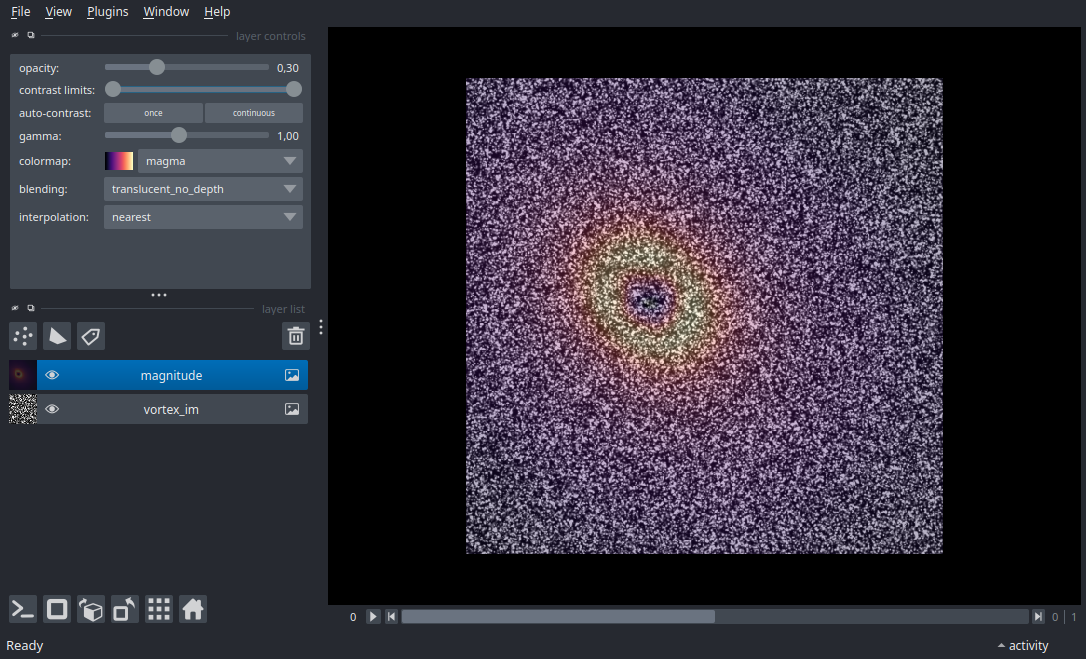 File View Plugins Window Help
layer controls
opacity: 0,30
contrast limits:
auto-contrast: once continuous
gamma: 1,00
colormap: magma
blending: translucent_no_depth
interpolation: nearest
layer list
magnitude
vortex_im
0 0 1
Ready activity